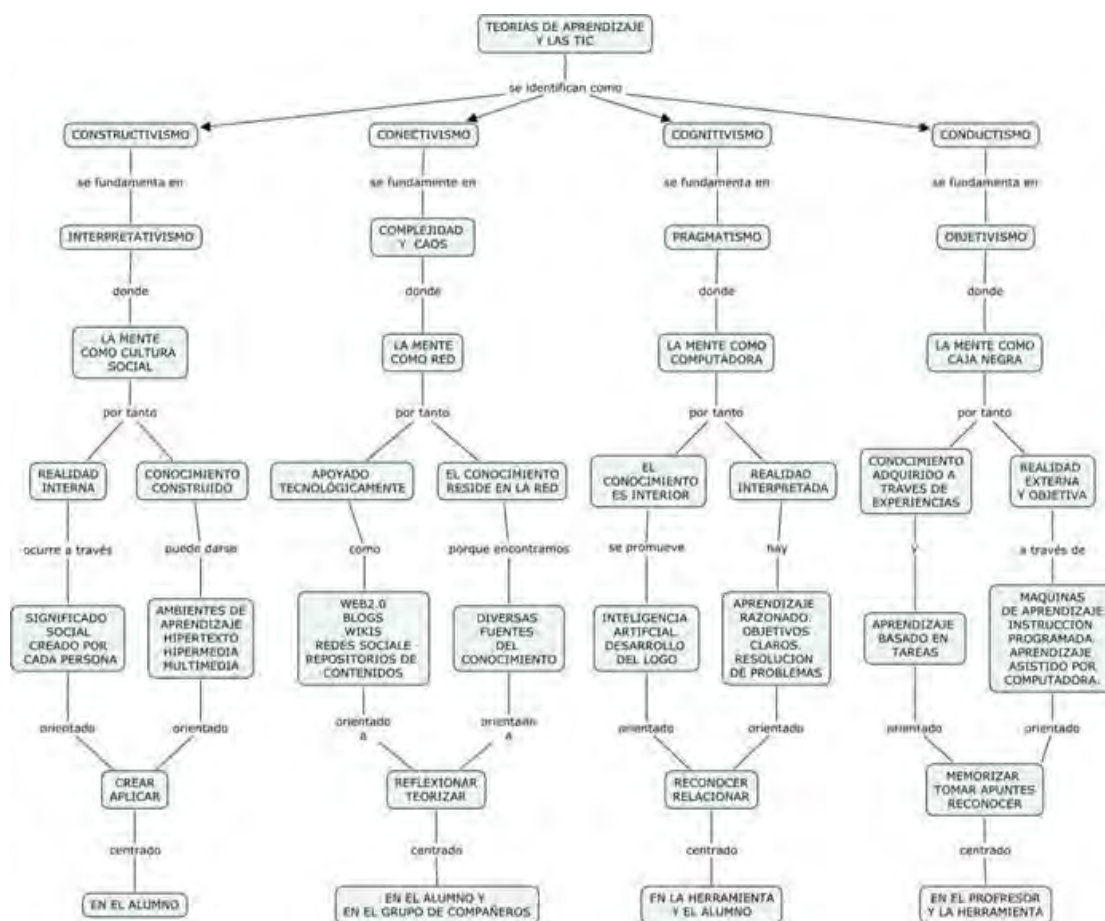 TEORIAS DE APRENDIZAJE
Y LAS TIC
se identifican como
CONSTRUCTIVISMO
CONECTIVISMO
COGNITIVISMO
CONDUCTISMO
se fundamenta en
se fundamente en
se fundamenta en
se fundamenta en
INTERPRETATIVISMO
COMPLEJIDAD
Y CAOS
PRAGMATISMO
OBJETIVISMO
donde
donde
donde
donde
LA MENTE
COMO CULTURA
SOCIAL
LA MENTE
COMO RED
LA MENTE COMO
COMPUTADORA
LA MENTE COMO
CAJA NEGRA
por tanto
por tanto
por tanto
por tanto
REALIDAD
INTERNA
CONOCIMIENTO
CONSTRUIDO
APOYADO
TECNOLÓGICAMENTE
EL CONOCIMIENTO
RESIDE EN LA RED
EL
CONOCIMIENTO
ES INTERIOR
REALIDAD
INTERPRETADA
CONOCIMIENTO
ADQUIRIDO A
TRAVES DE
EXPERIENCIAS
REALIDAD
EXTERNA
Y OBJETIVA
ocurre a través
puede darse
como
porque encontramos
se promueve
hay
y
a través de
SIGNIFICADO
SOCIAL
CREADO POR
CADA PERSONA
AMBIENTES DE
APRENDIZAJE
HIPERTEXTO
HIPERMEDIA
MULTIMEDIA
WEB2.0
BLOGS
WIKIS
REDES SOCIALE
REPOSITORIOS DE
CONTENIDOS
DIVERSAS
FUENTES
DEL
CONOCIMIENTO
INTELIGENCIA
ARTIFCIAL.
DESARROLLO
DEL LOGO
APRENDIZAJE
RAZONADO.
OBJETIVOS
CLAROS.
RESOLUCION
DE PROBLEMAS
APRENDIZAJE
BASADO EN
TAREAS
MAQUINAS
DE APRENDIZAJE.
INSTRUCCIÓN
PROGRAMADA.
APRENDIZAJE
ASISTIDO POR
COMPUTADORA.
orientado
orientado
orientado
a
orientado
a
orientado
orientado
orientado
orientado
CREAR
APLICAR
REFLEXIONAR
TEORIZAR
RECONOCER
RELACIONAR
MEMORIZAR
TOMAR APUNTES
RECONOCER
centrado
centrado
centrado
centrado
EN EL ALUMNO
EN EL ALUMNO Y
EN EL GRUPO DE COMPAÑEROS
EN LA HERRAMIENTA
Y EL ALUMNO
EN EL PROFRESOR
Y LA HERRAMIENTA